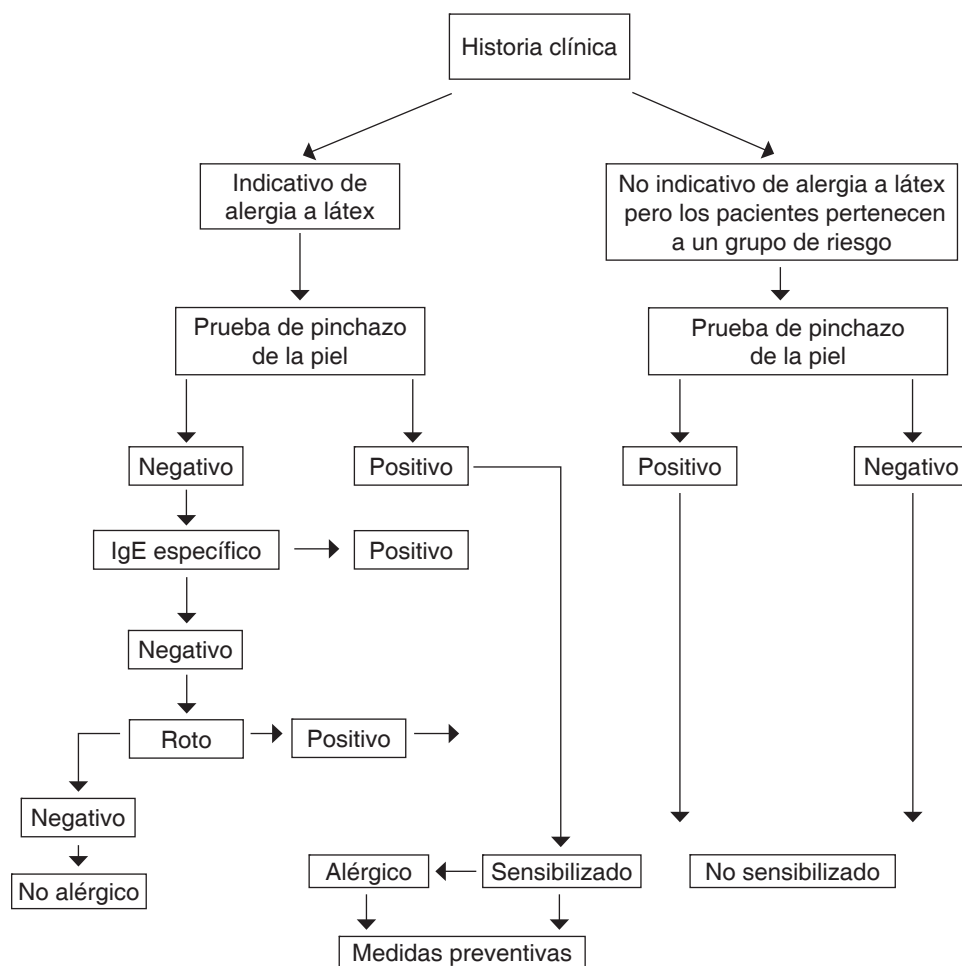 Historia clínica
Indicativo de
alergia a látex
No indicativo de alergia a látex
pero los pacientes pertenecen
a un grupo de riesgo
Prueba de pinchazo
de la piel
Prueba de pinchazo
de la piel
Negativo
Positivo
Positivo
Negativo
IgE específico
Positivo
Negativo
Roto
Positivo
Negativo
Alérgico
Sensibilizado
No sensibilizado
No alérgico
Medidas preventivas